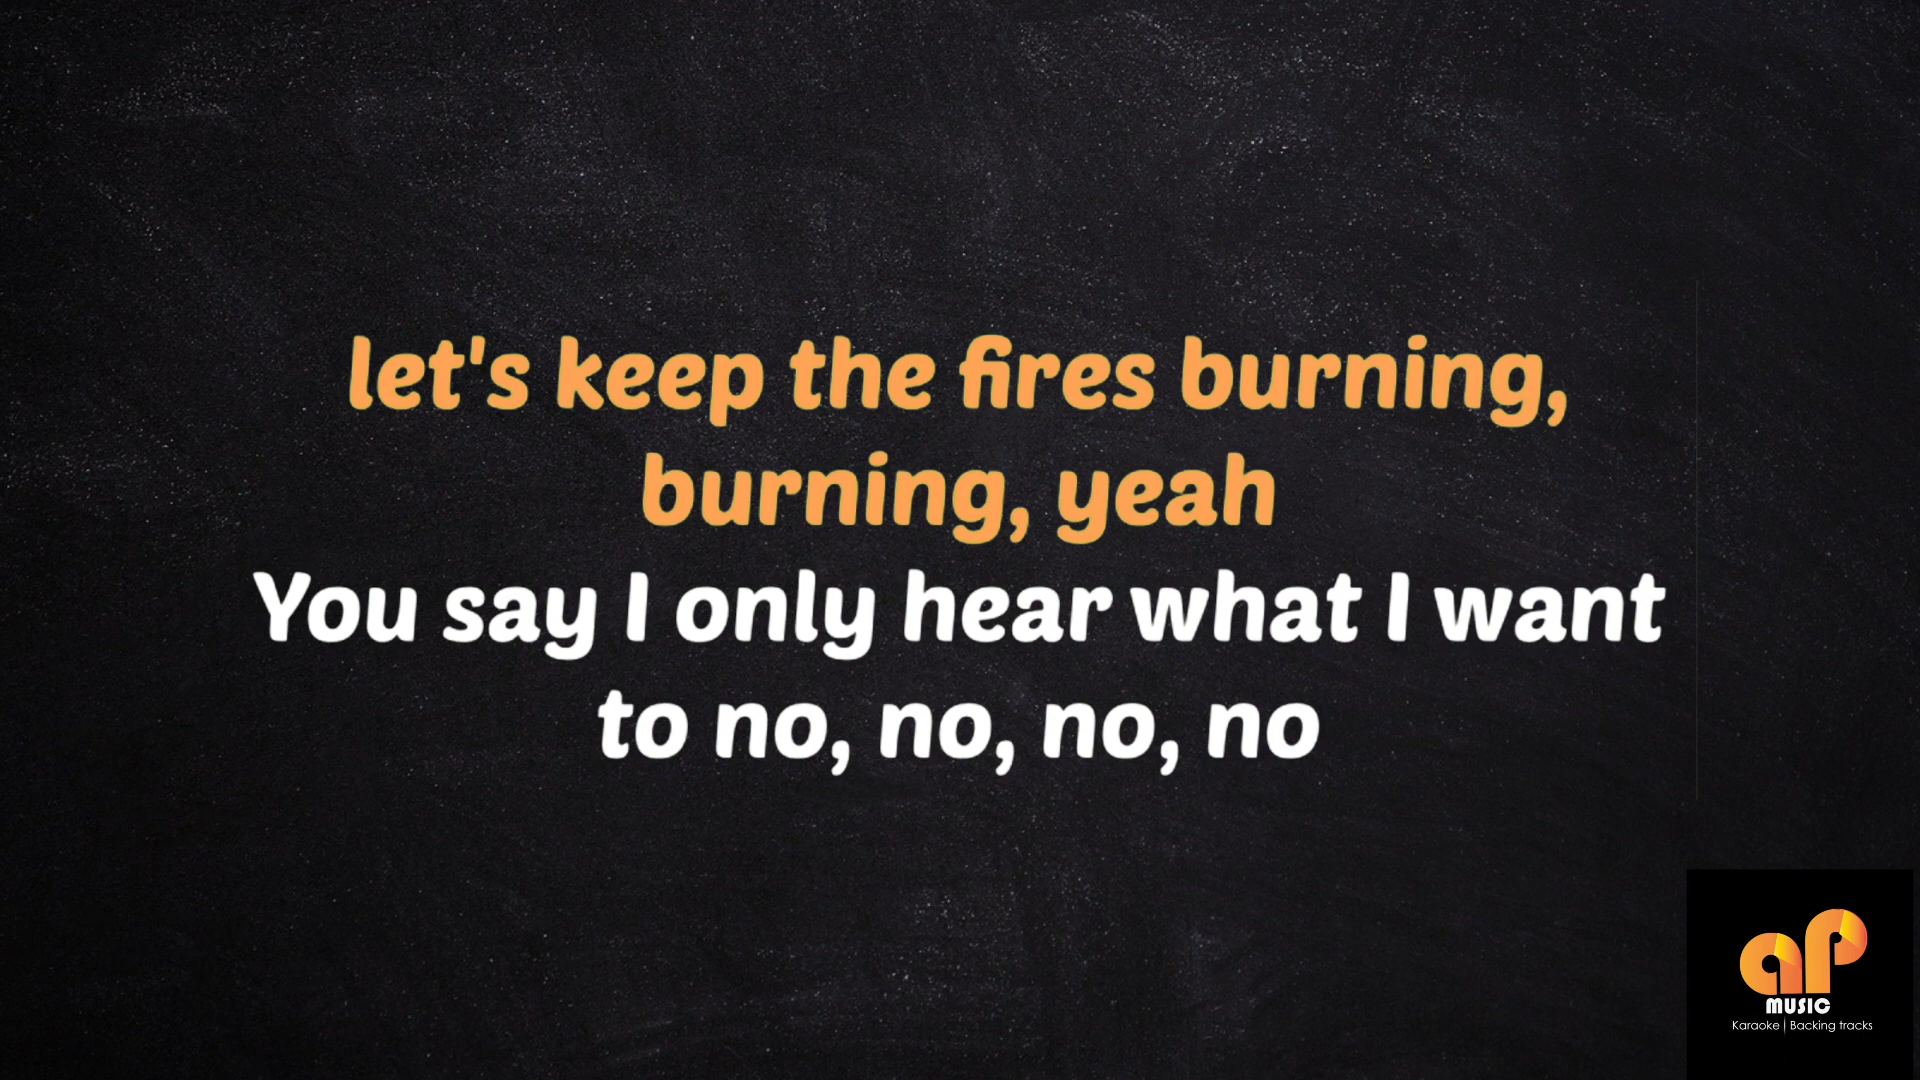 let's keep the fires burning,
burning, yeah
You say I only hear what I want
to no, no, no, no
aP
MUSIC
Karaoke | Backing tracks